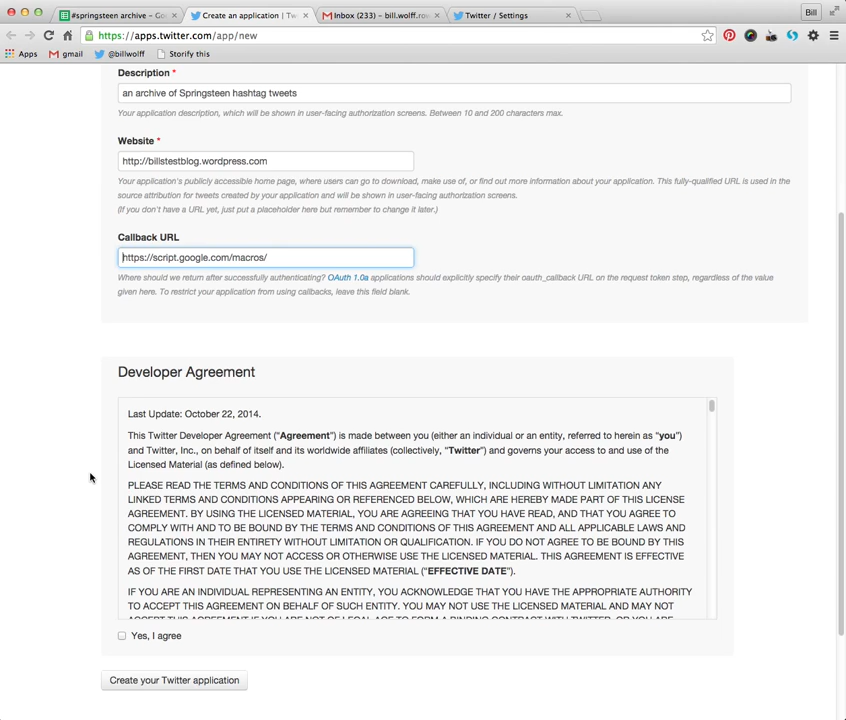 #springsteen archive – Go
Create an application | Tw
Inbox (233) – bill.wolff.ro
Twitter / Settings
Bill
https://apps.twitter.com/app/new
Apps
gmail
@billwolff
Storify this
Description *
an archive of Springsteen hashtag tweets
Your application description, which will be shown in user-facing authorization screens. Between 10 and 200 characters max.
Website *
http://billstestblog.wordpress.com
Your application's publicly accessible home page, where users can go to download, make use of, or find out more information about your application. This fully-qualified URL is used in the
source attribution for tweets created by your application and will be shown in user-facing authorization screens.
(If you don't have a URL yet, just put a placeholder here but remember to change it later.)
Callback URL
https://script.google.com/macros/
Where should we return after successfully authenticating? OAuth 1.0a applications should explicitly specify their oauth_callback URL on the request token step, regardless of the value
given here. To restrict your application from using callbacks, leave this field blank.
Developer Agreement
Last Update: October 22, 2014.
This Twitter Developer Agreement ("Agreement") is made between you (either an individual or an entity, referred to herein as "you")
and Twitter, Inc., on behalf of itself and its worldwide affiliates (collectively, "Twitter") and governs your access to and use of the
Licensed Material (as defined below).
PLEASE READ THE TERMS AND CONDITIONS OF THIS AGREEMENT CAREFULLY, INCLUDING WITHOUT LIMITATION ANY
LINKED TERMS AND CONDITIONS APPEARING OR REFERENCED BELOW, WHICH ARE HEREBY MADE PART OF THIS LICENSE
AGREEMENT. BY USING THE LICENSED MATERIAL, YOU ARE AGREEING THAT YOU HAVE READ, AND THAT YOU AGREE TO
COMPLY WITH AND TO BE BOUND BY THE TERMS AND CONDITIONS OF THIS AGREEMENT AND ALL APPLICABLE LAWS AND
REGULATIONS IN THEIR ENTIRETY WITHOUT LIMITATION OR QUALIFICATION. IF YOU DO NOT AGREE TO BE BOUND BY THIS
AGREEMENT, THEN YOU MAY NOT ACCESS OR OTHERWISE USE THE LICENSED MATERIAL. THIS AGREEMENT IS EFFECTIVE
AS OF THE FIRST DATE THAT YOU USE THE LICENSED MATERIAL ("EFFECTIVE DATE").
IF YOU ARE AN INDIVIDUAL REPRESENTING AN ENTITY, YOU ACKNOWLEDGE THAT YOU HAVE THE APPROPRIATE AUTHORITY
TO ACCEPT THIS AGREEMENT ON BEHALF OF SUCH ENTITY. YOU MAY NOT USE THE LICENSED MATERIAL AND MAY NOT
ACCEPT THIS AGREEMENT IF YOU ARE NOT OF LEGAL AGE TO FORM A BINDING CONTRACT WITH TWITTER, OR YOU ARE
Yes, I agree
Create your Twitter application